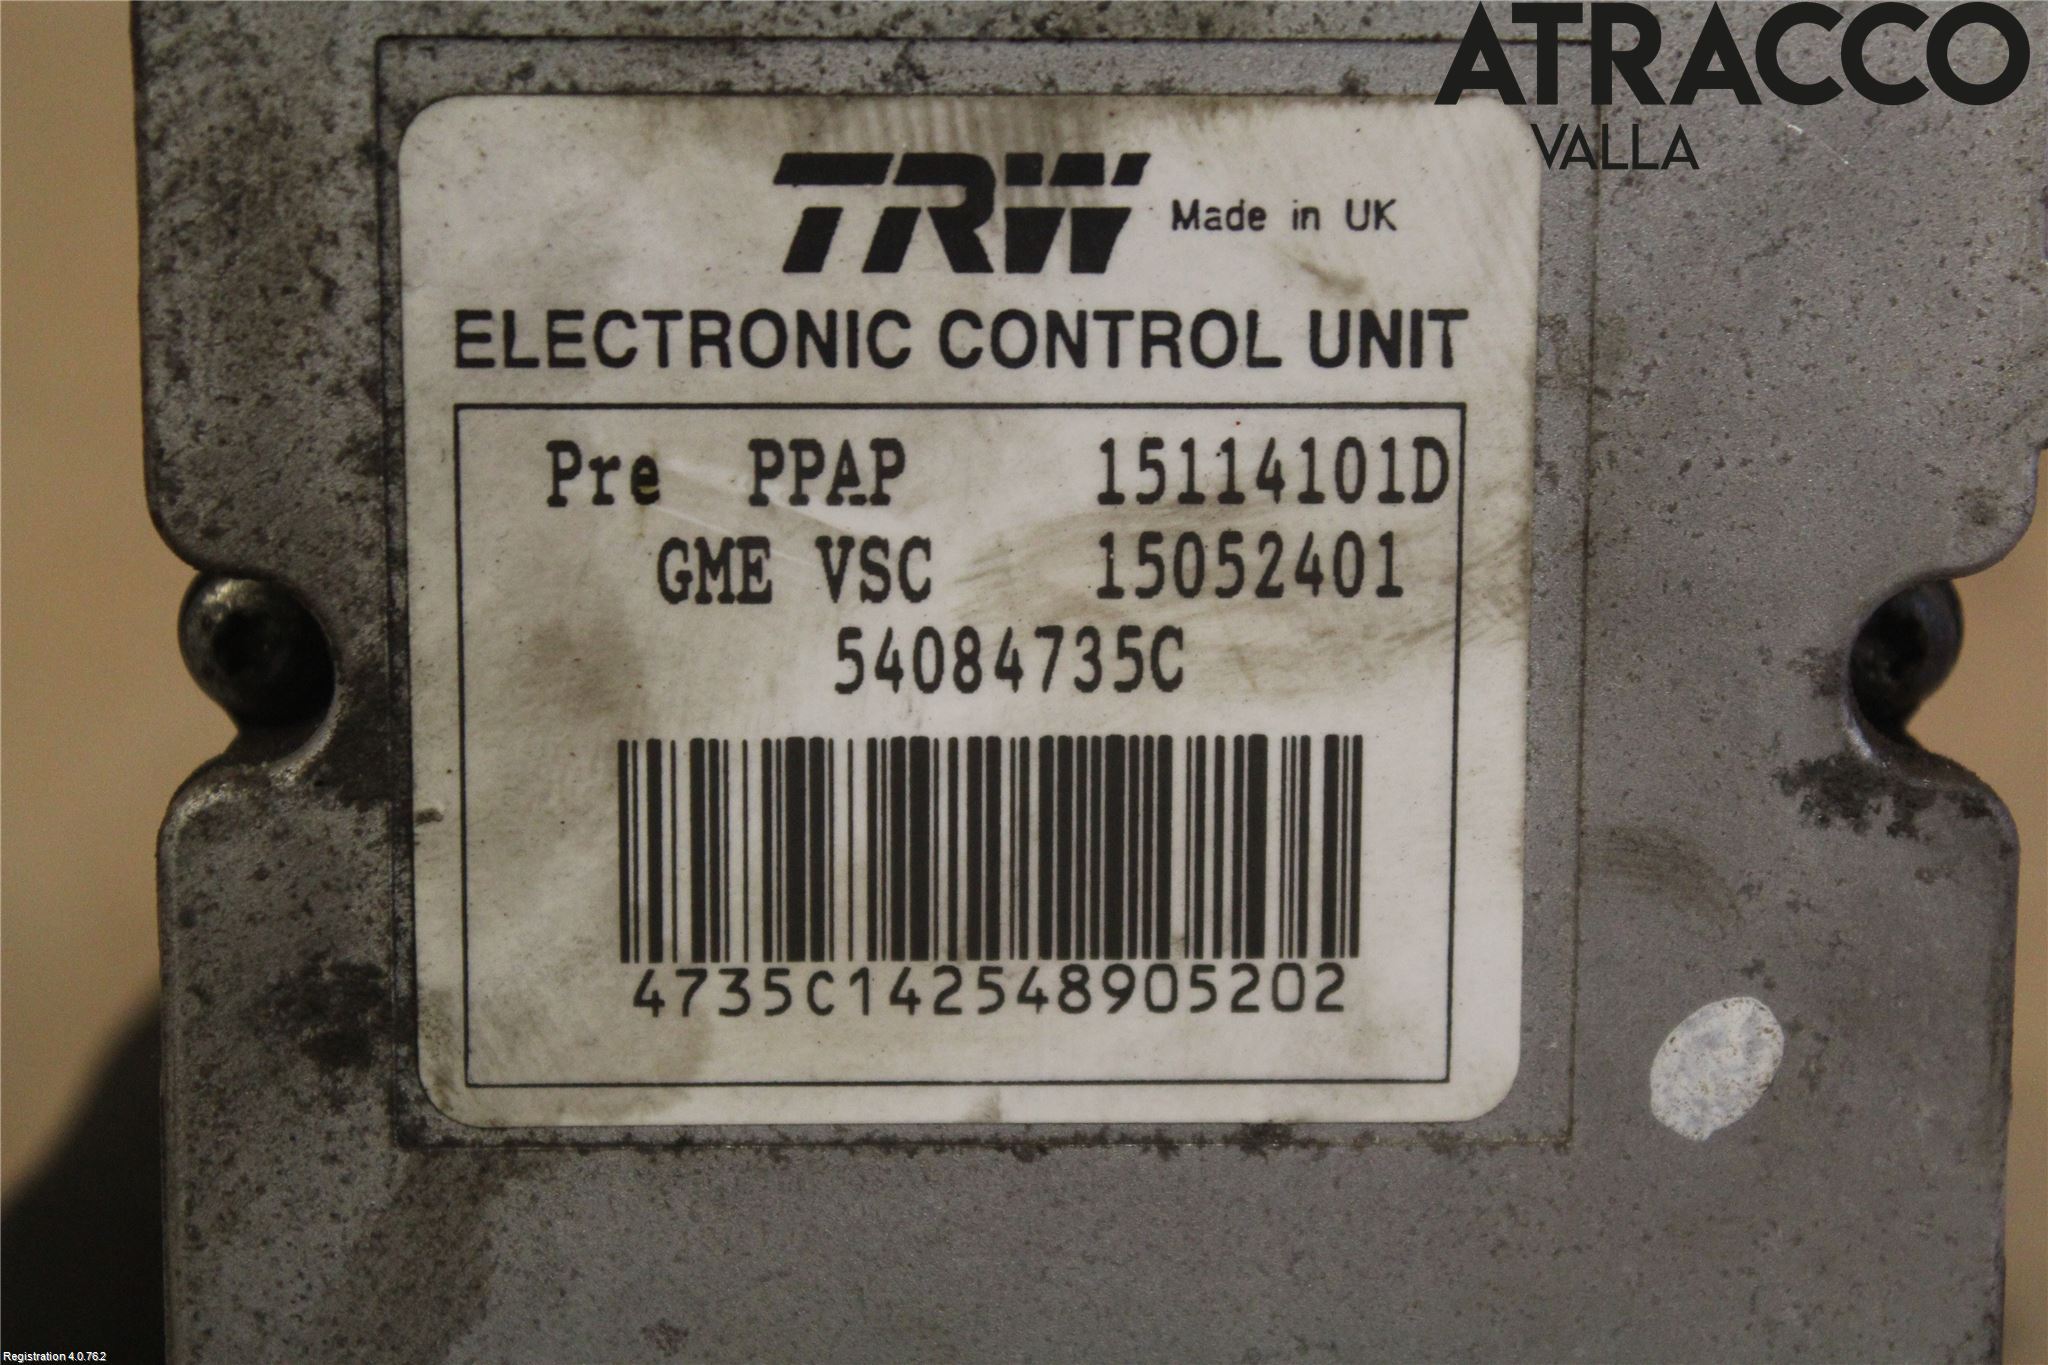 ATRACCO
VALLA
TRW Made in UK
ELECTRONIC CONTROL UNIT
Pre PPAP 15114101D
GME VSC 15052401
54084735C
4735C142548905202
Registration 4.0.76.2